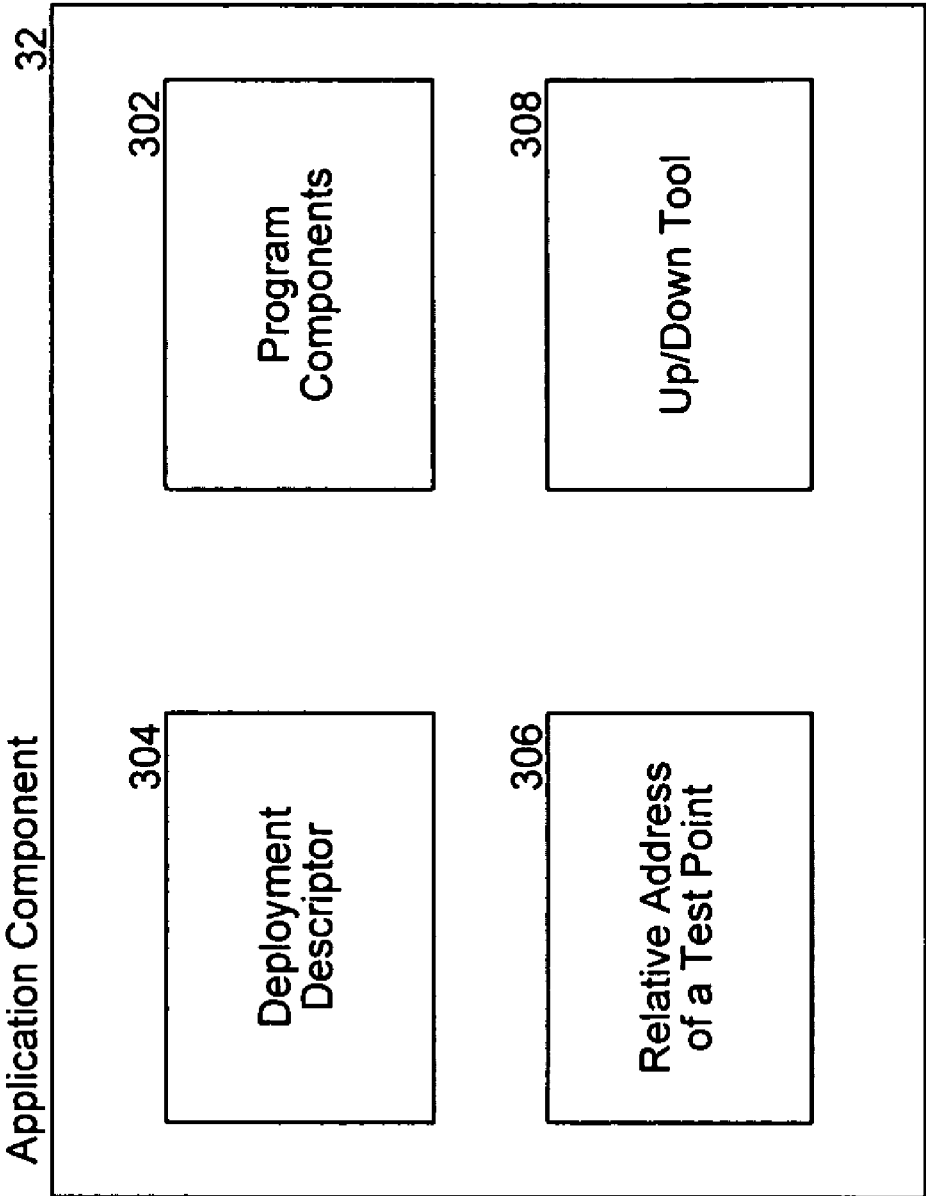 Application Component
32
304
Deployment
Descriptor
302
Program
Components
306
Relative Address
of a Test Point
308
Up/Down Tool